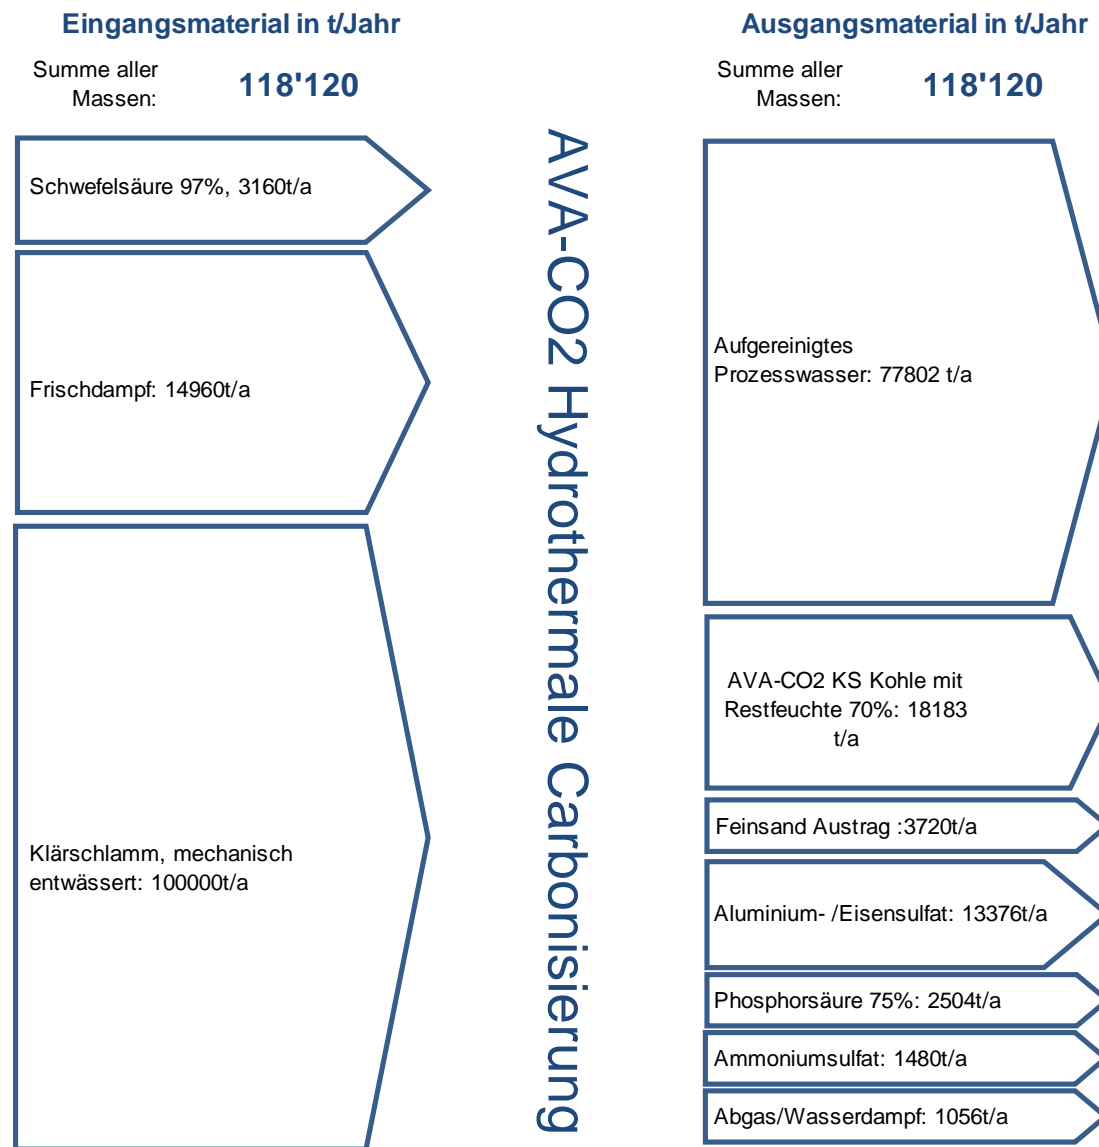 Eingangsmaterial in t/Jahr
Summe aller
Massen:
118'120
Schwefelsäure 97%, 3160t/a
Frischdampf: 14960t/a
Klärschlamm, mechanisch
entwässert: 100000t/a
AVA-CO2 Hydrothermale Carbonisierung
Ausgangsmaterial in t/Jahr
Summe aller
Massen:
118'120
Aufgereinigtes
Prozesswasser: 77802 t/a
AVA-CO2 KS Kohle mit
Restfeuchte 70%: 18183
t/a
Feinsand Austrag :3720t/a
Aluminium- /Eisensulfat: 13376t/a
Phosphorsäure 75%: 2504t/a
Ammoniumsulfat: 1480t/a
Abgas/Wasserdampf: 1056t/a